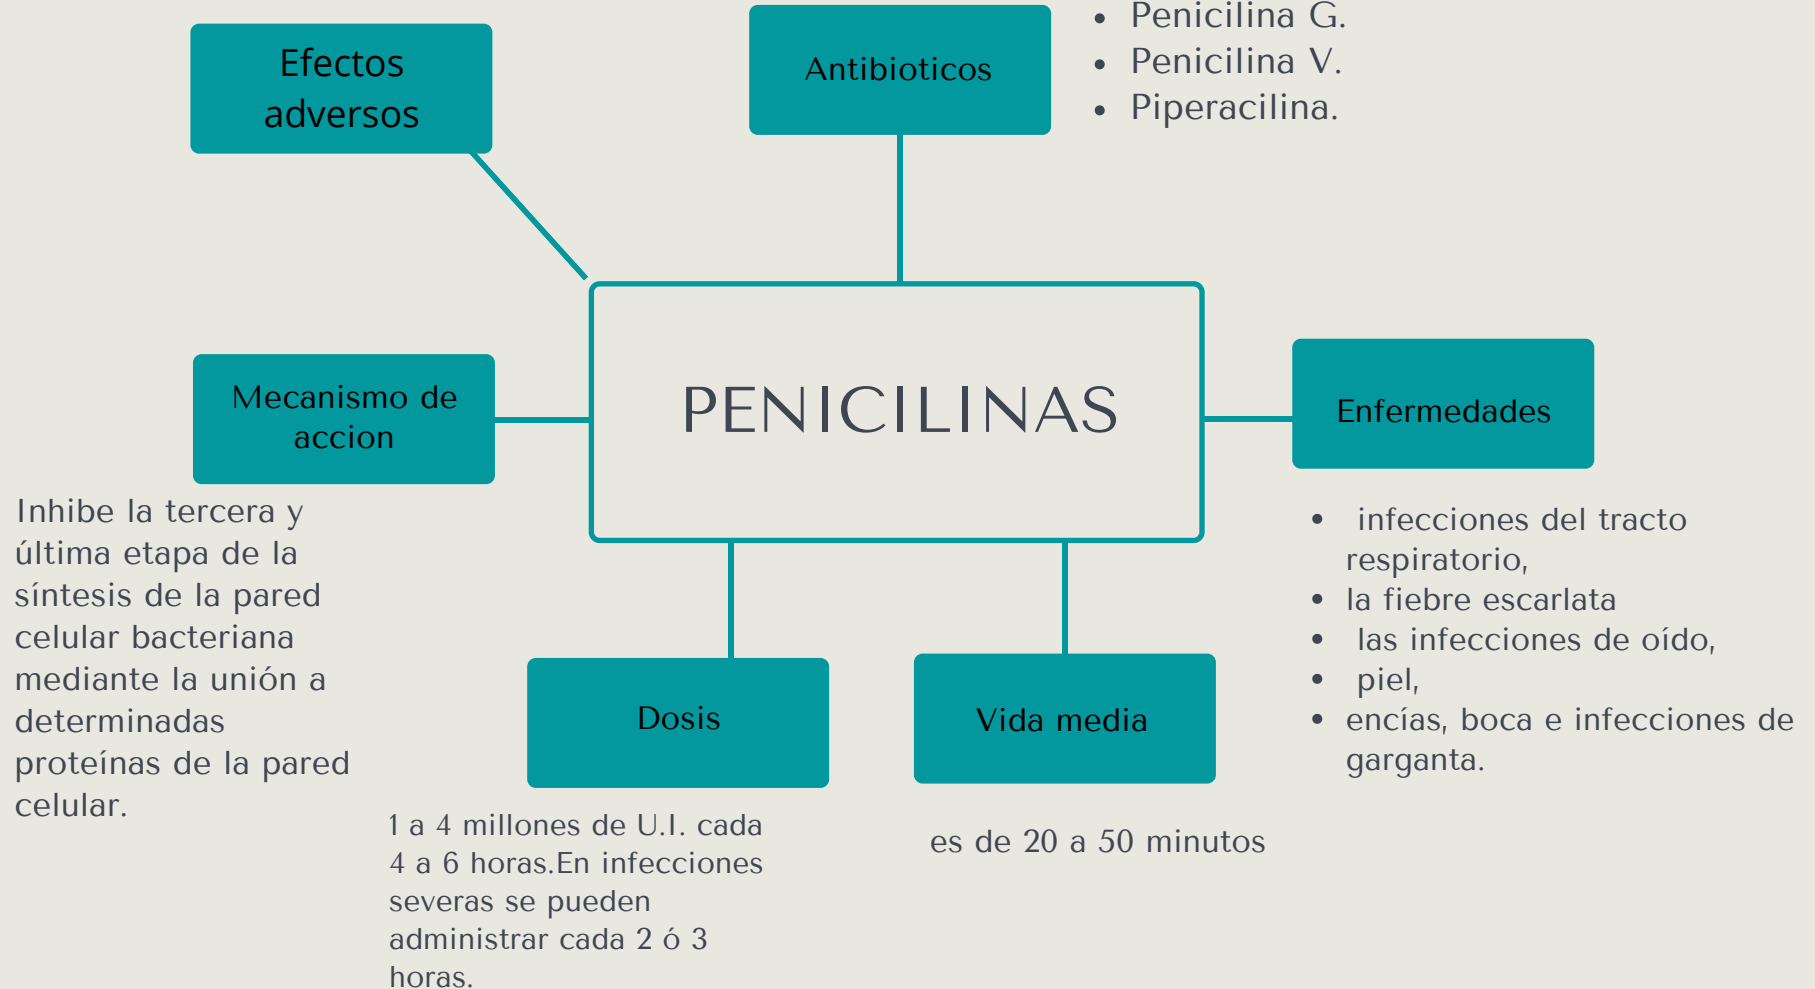 Efectos
adversos
Antibioticos
• Penicilina G.
• Penicilina V.
• Piperacilina.
Mecanismo de
accion
PENICILINAS
Enfermedades
Inhibe la tercera y
última etapa de la
síntesis de la pared
celular bacteriana
mediante la unión a
determinadas
proteínas de la pared
celular.
Dosis
1 a 4 millones de U.I. cada
4 a 6 horas.En infecciones
severas se pueden
administrar cada 2 ó 3
horas.
Vida media
es de 20 a 50 minutos
• infecciones del tracto
respiratorio,
• la fiebre escarlata
• las infecciones de oído,
• piel,
• encías, boca e infecciones de
garganta.